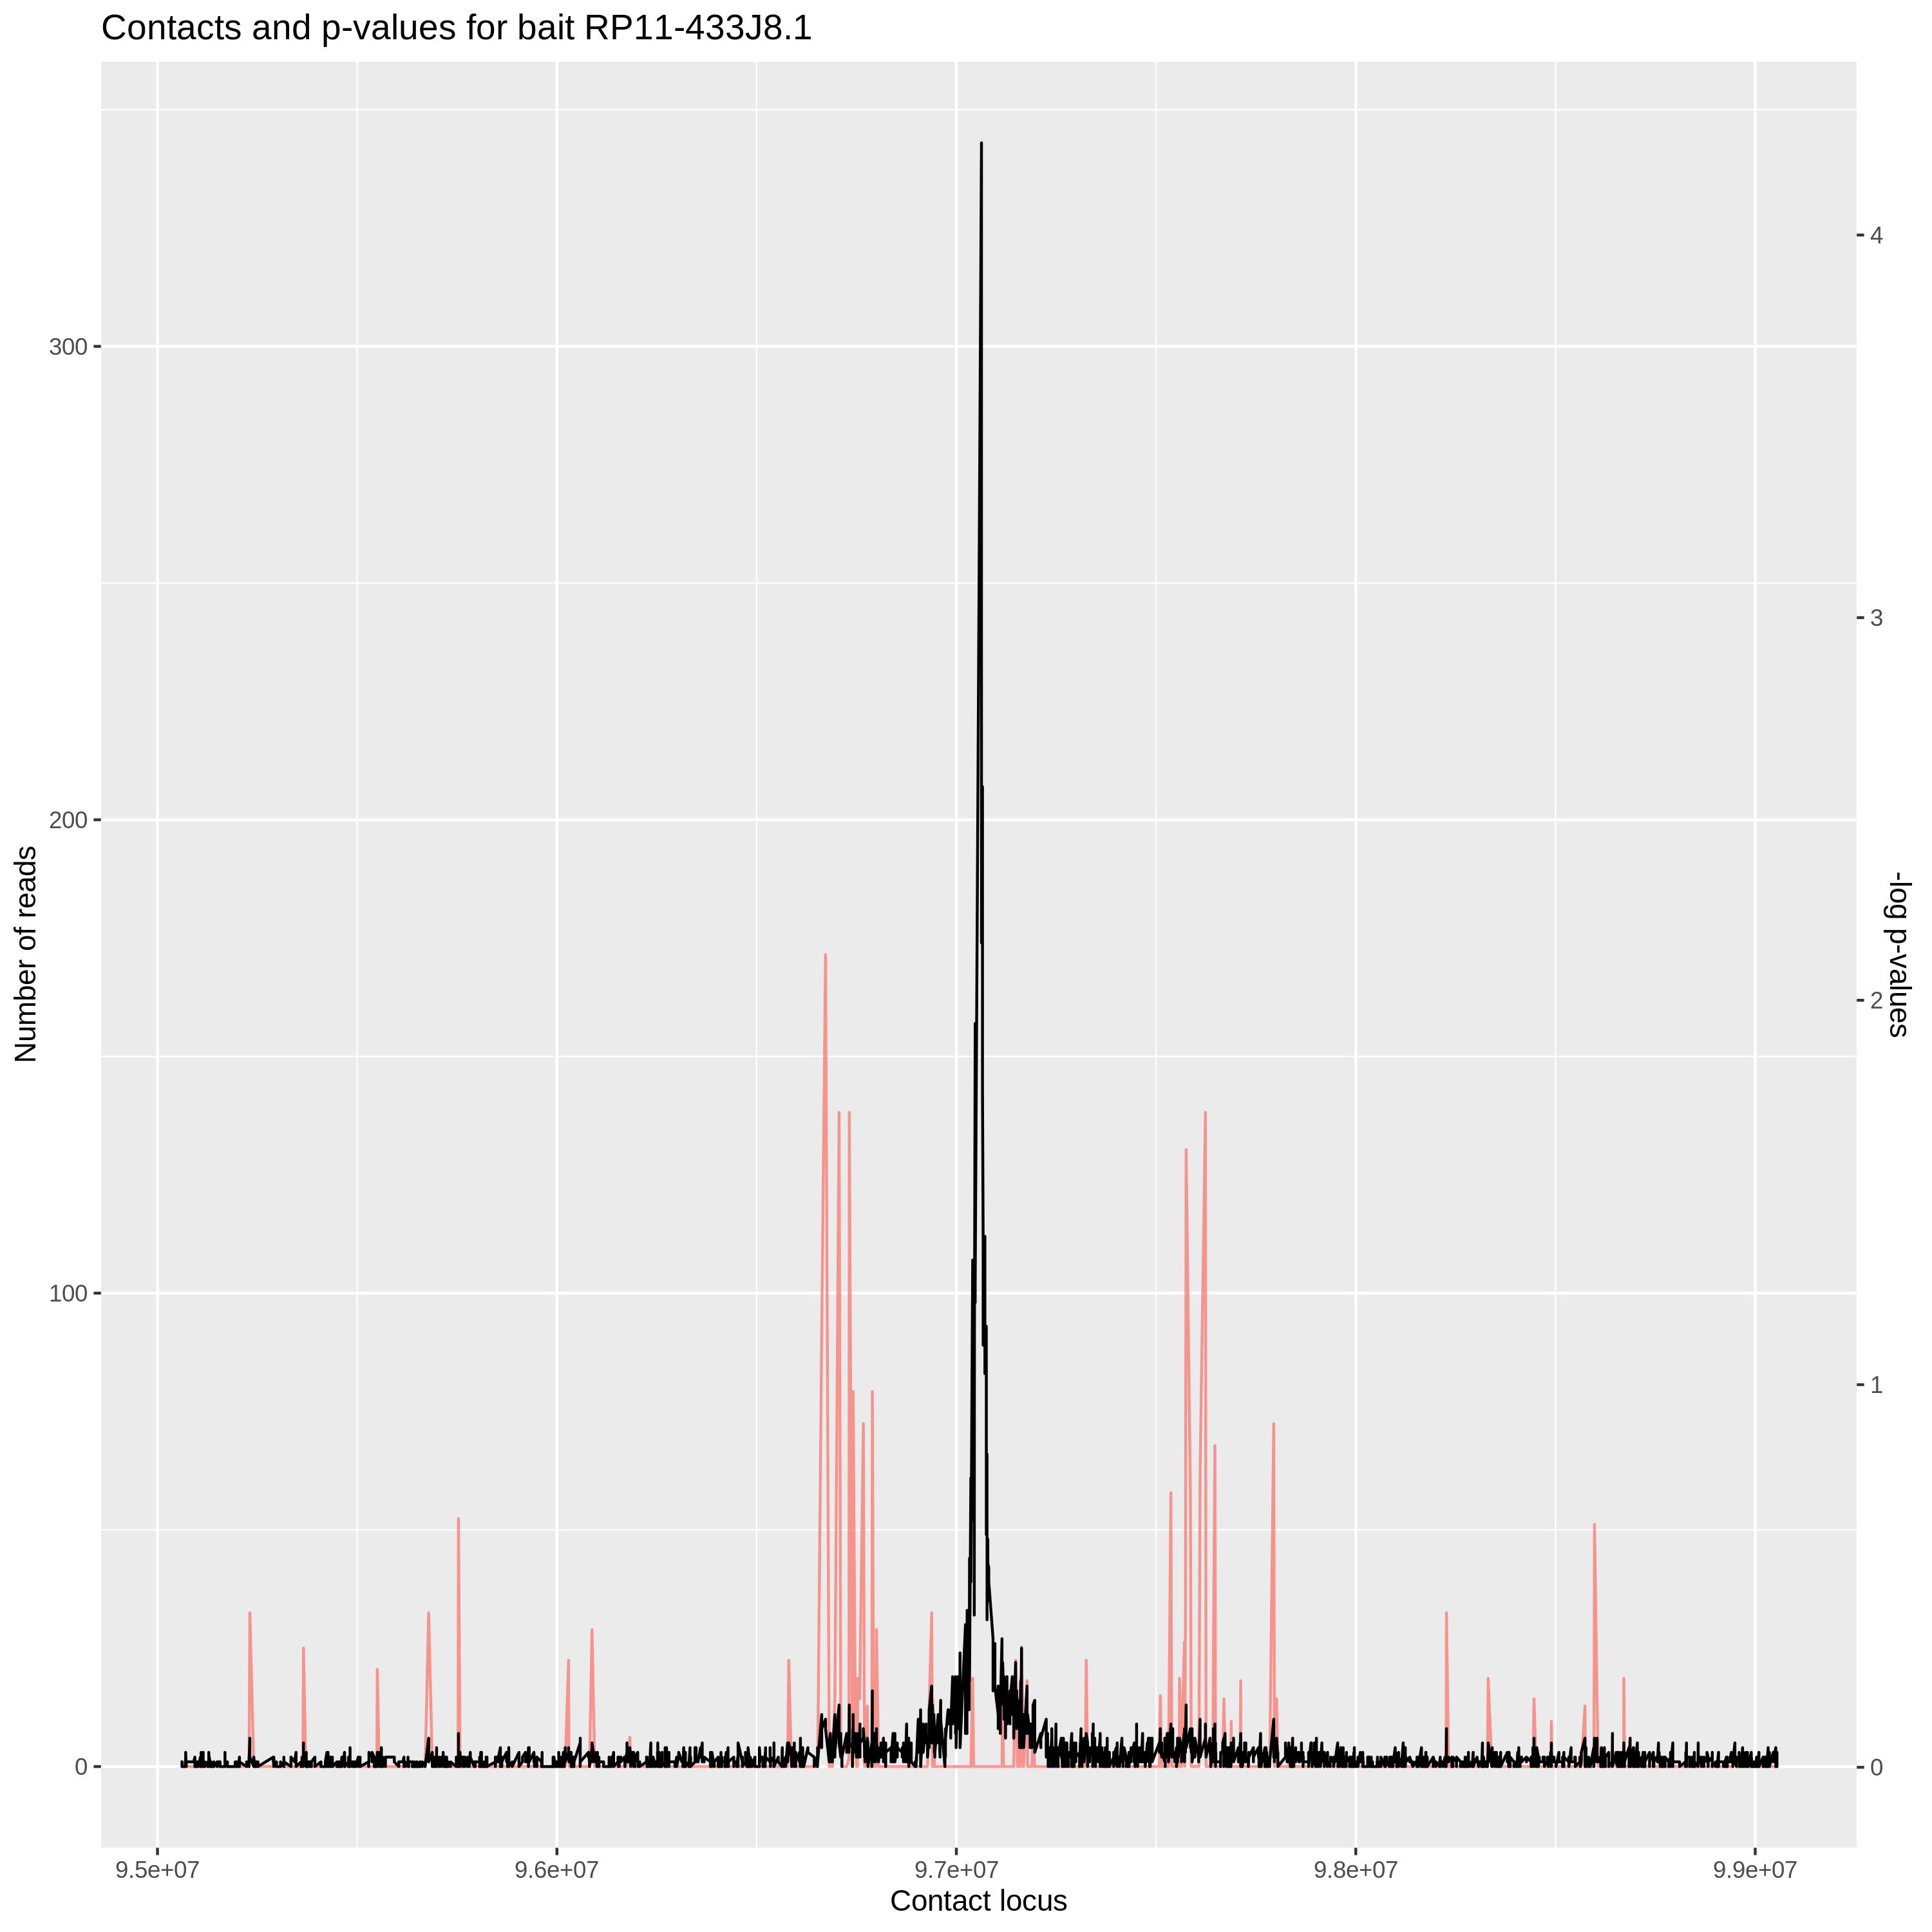 Contacts and p-values for bait RP11-433J8.1
Number of reads
300
200
100
0
4
3
2
1
0
-log p-values
9.5e+07
9.6e+07
9.7e+07
9.8e+07
9.9e+07
Contact locus